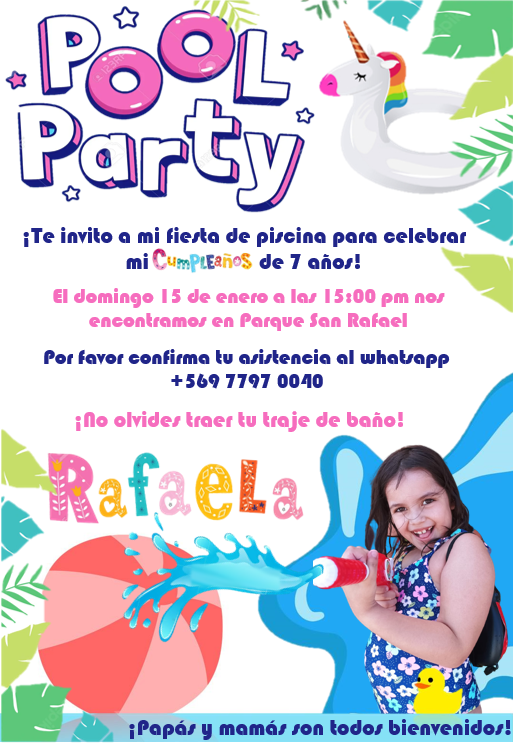 POOL
Party
¡Te invito a mi fiesta de piscina para celebrar
mi CUMPLEAÑOS de 7 años!
El domingo 15 de enero a las 15:00 pm nos
encontramos en Parque San Rafael
Por favor confirma tu asistencia al whatsapp
+569 7797 0040
¡No olvides traer tu traje de baño!
Rafaela
¡Papás y mamás son todos bienvenidos!